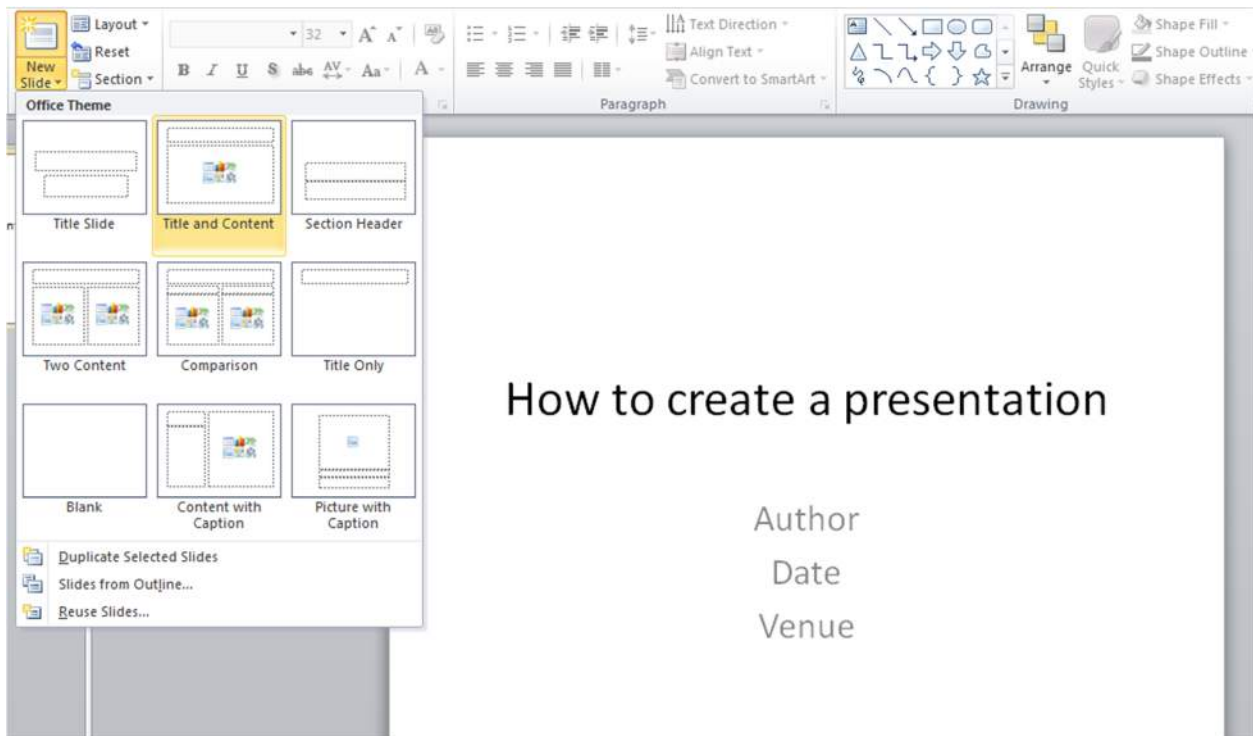 Layout
Reset
New
Slide
Section
32
A A
B I U S abc AV Aa A
Text Direction
Align Text
Convert to SmartArt
Paragraph
Arrange
Quick
Styles
Shape Fill
Shape Outline
Shape Effects
Drawing
Office Theme
Title Slide
Title and Content
Section Header
Two Content
Comparison
Title Only
Blank
Content with
Caption
Picture with
Caption
Duplicate Selected Slides
Slides from Outline...
Reuse Slides...
How to create a presentation
Author
Date
Venue